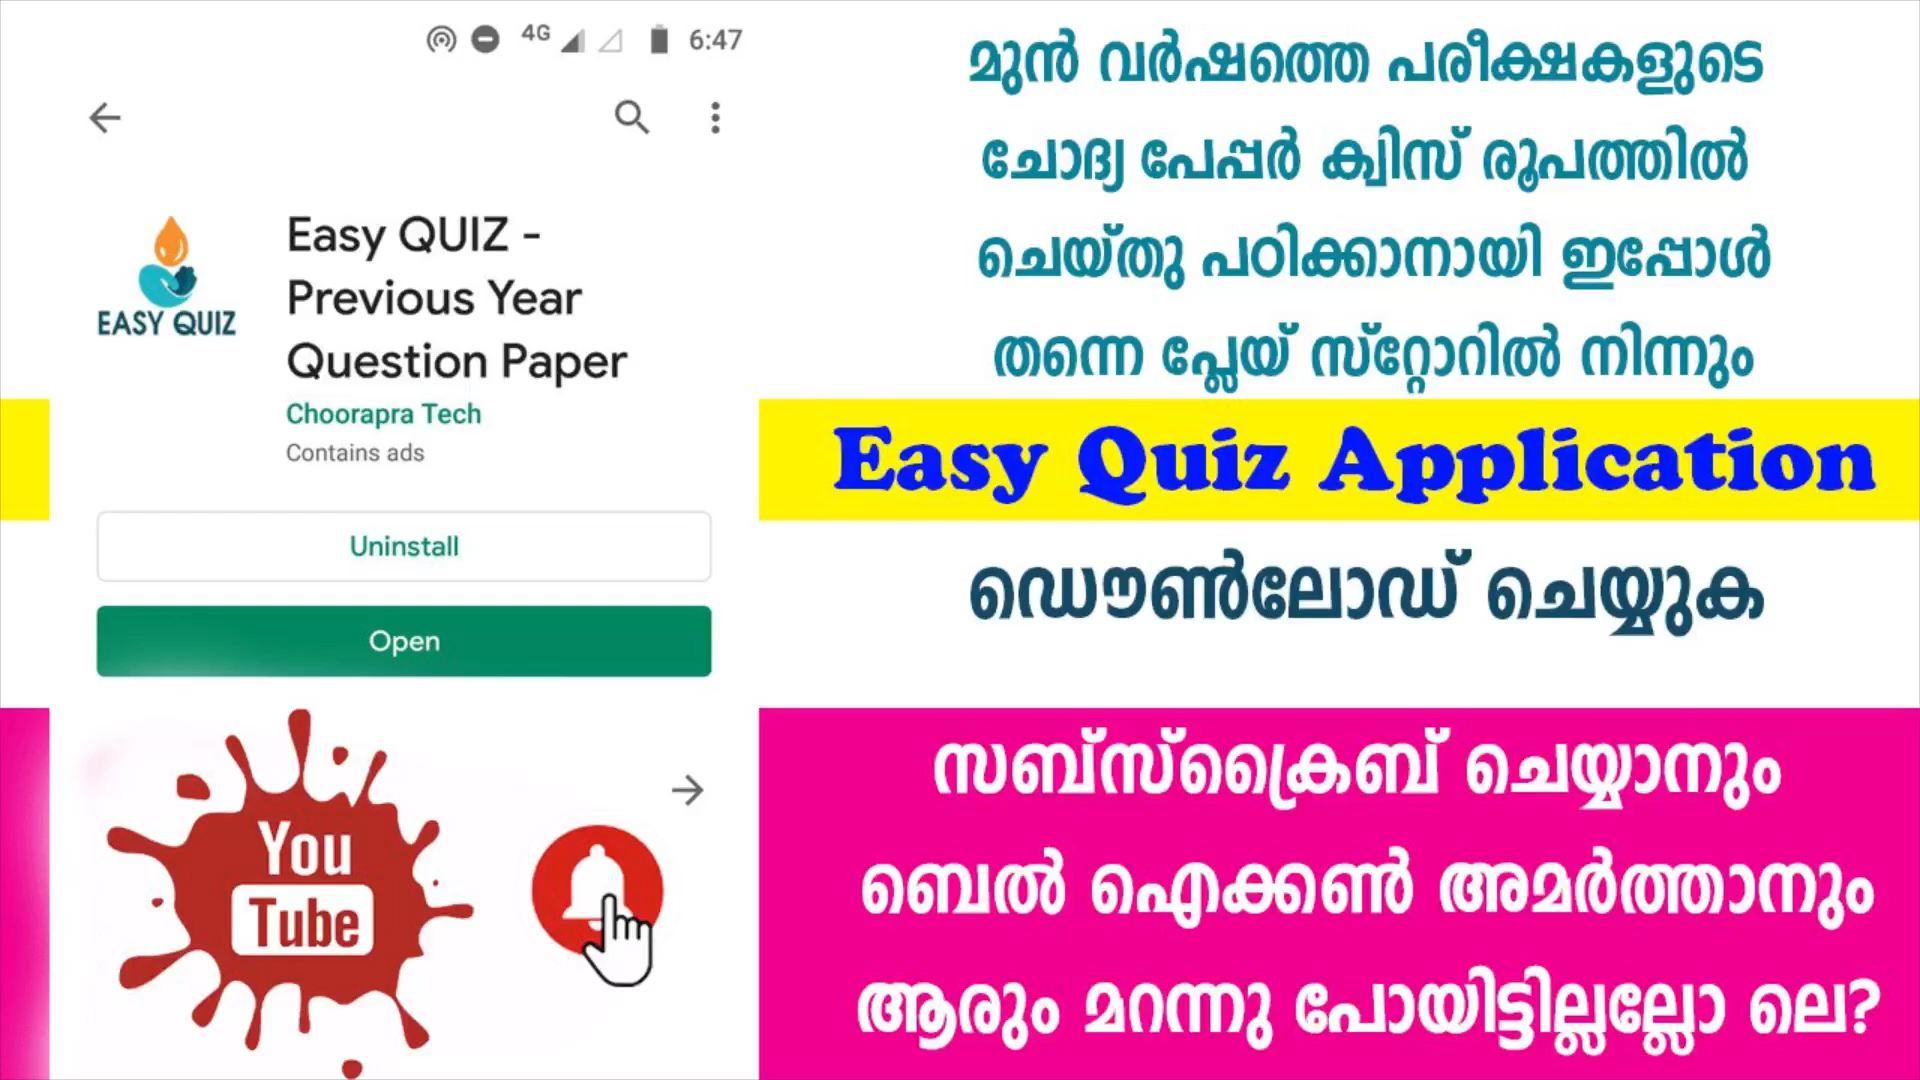 4G 6:47
EASY QUIZ
Easy QUIZ -
Previous Year
Question Paper
Choorapra Tech
Contains ads
Uninstall
Open
You
Tube
മുൻ വർഷത്തെ പരീക്ഷകളുടെ
ചോദ്യ പേപ്പർ ക്വിസ് രൂപത്തിൽ
ചെയ്തു പഠിക്കാനായി ഇപ്പോൾ
തന്നെ പ്ലേയ് സ്റ്റോറിൽ നിന്നും
Easy Quiz Application
ഡൌൺലോഡ് ചെയ്യുക
സബ്സ്ക്രൈബ് ചെയ്യാനും
ബെൽ ഐക്കൺ അമർത്താനും
ആരും മറന്നു പോയിട്ടില്ലല്ലോ ലെ?